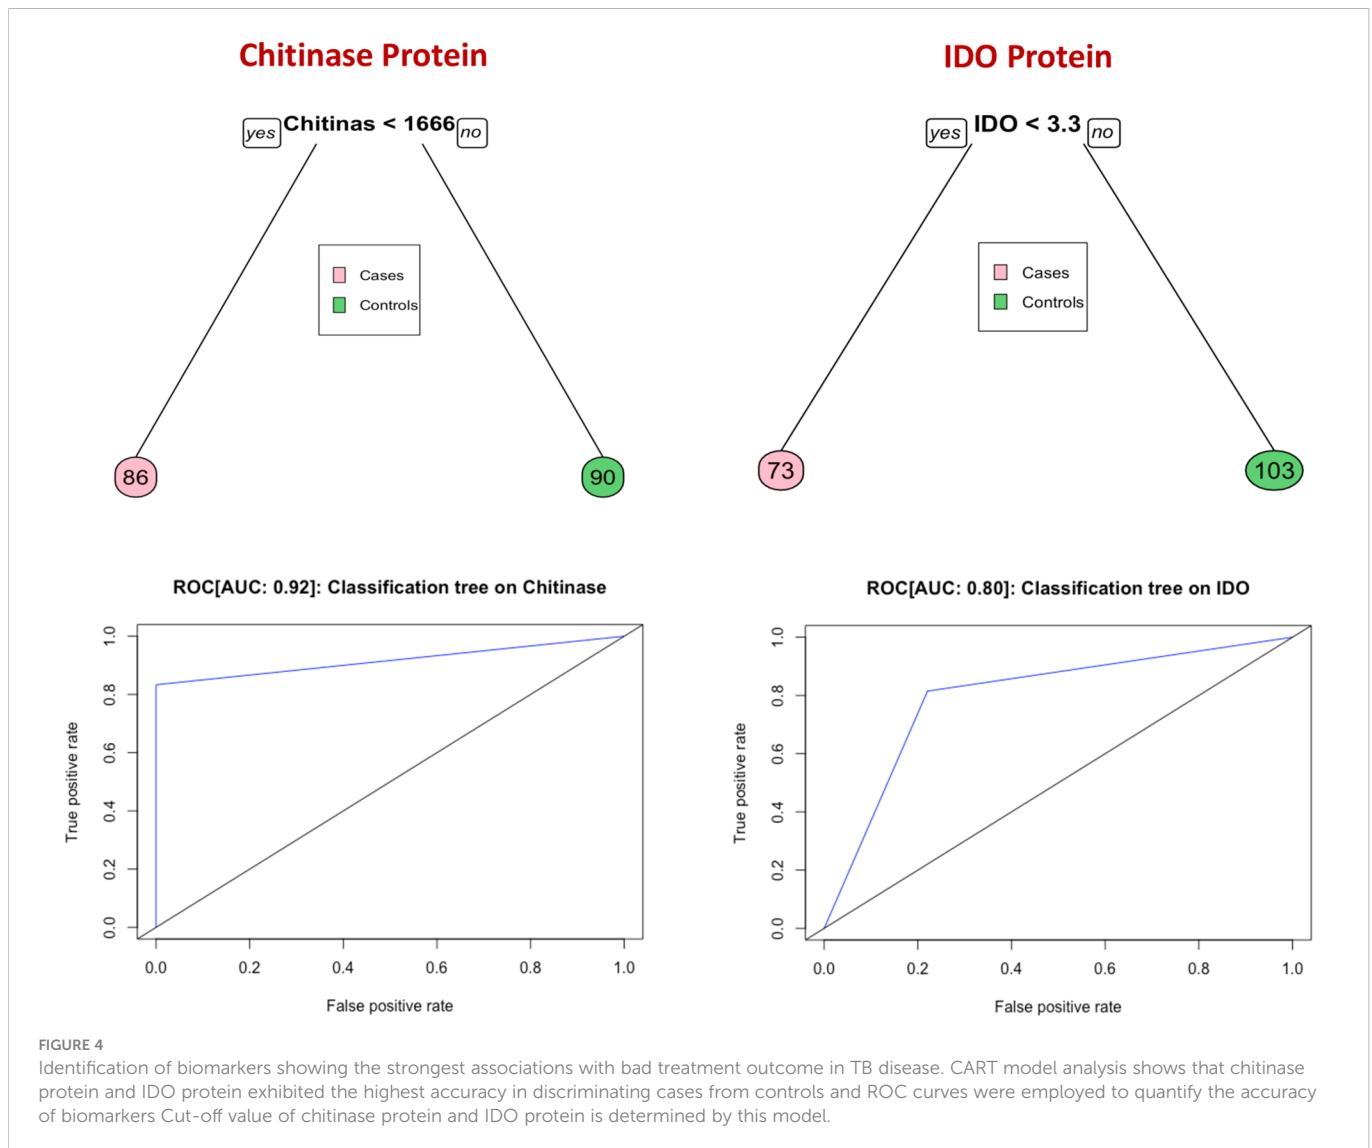 Chitinase Protein
yes Chitinas < 1666 no
Cases
Controls
86
90
IDO Protein
yes IDO < 3.3 no
Cases
Controls
73
103
ROC[AUC: 0.92]: Classification tree on Chitinase
True positive rate
1.0
0.8
0.6
0.4
0.2
0.0
0.0 0.2 0.4 0.6 0.8 1.0
False positive rate
ROC[AUC: 0.80]: Classification tree on IDO
True positive rate
1.0
0.8
0.6
0.4
0.2
0.0
0.0 0.2 0.4 0.6 0.8 1.0
False positive rate
FIGURE 4
Identification of biomarkers showing the strongest associations with bad treatment outcome in TB disease. CART model analysis shows that chitinase
protein and IDO protein exhibited the highest accuracy in discriminating cases from controls and ROC curves were employed to quantify the accuracy
of biomarkers Cut-off value of chitinase protein and IDO protein is determined by this model.